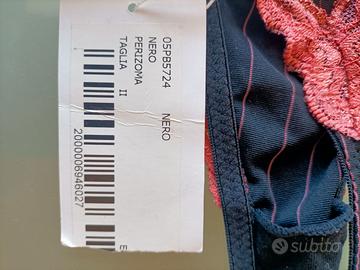 05PB5724 NERO
NERO
PERIZOMA
TAGLIA II
2000006946027
subito